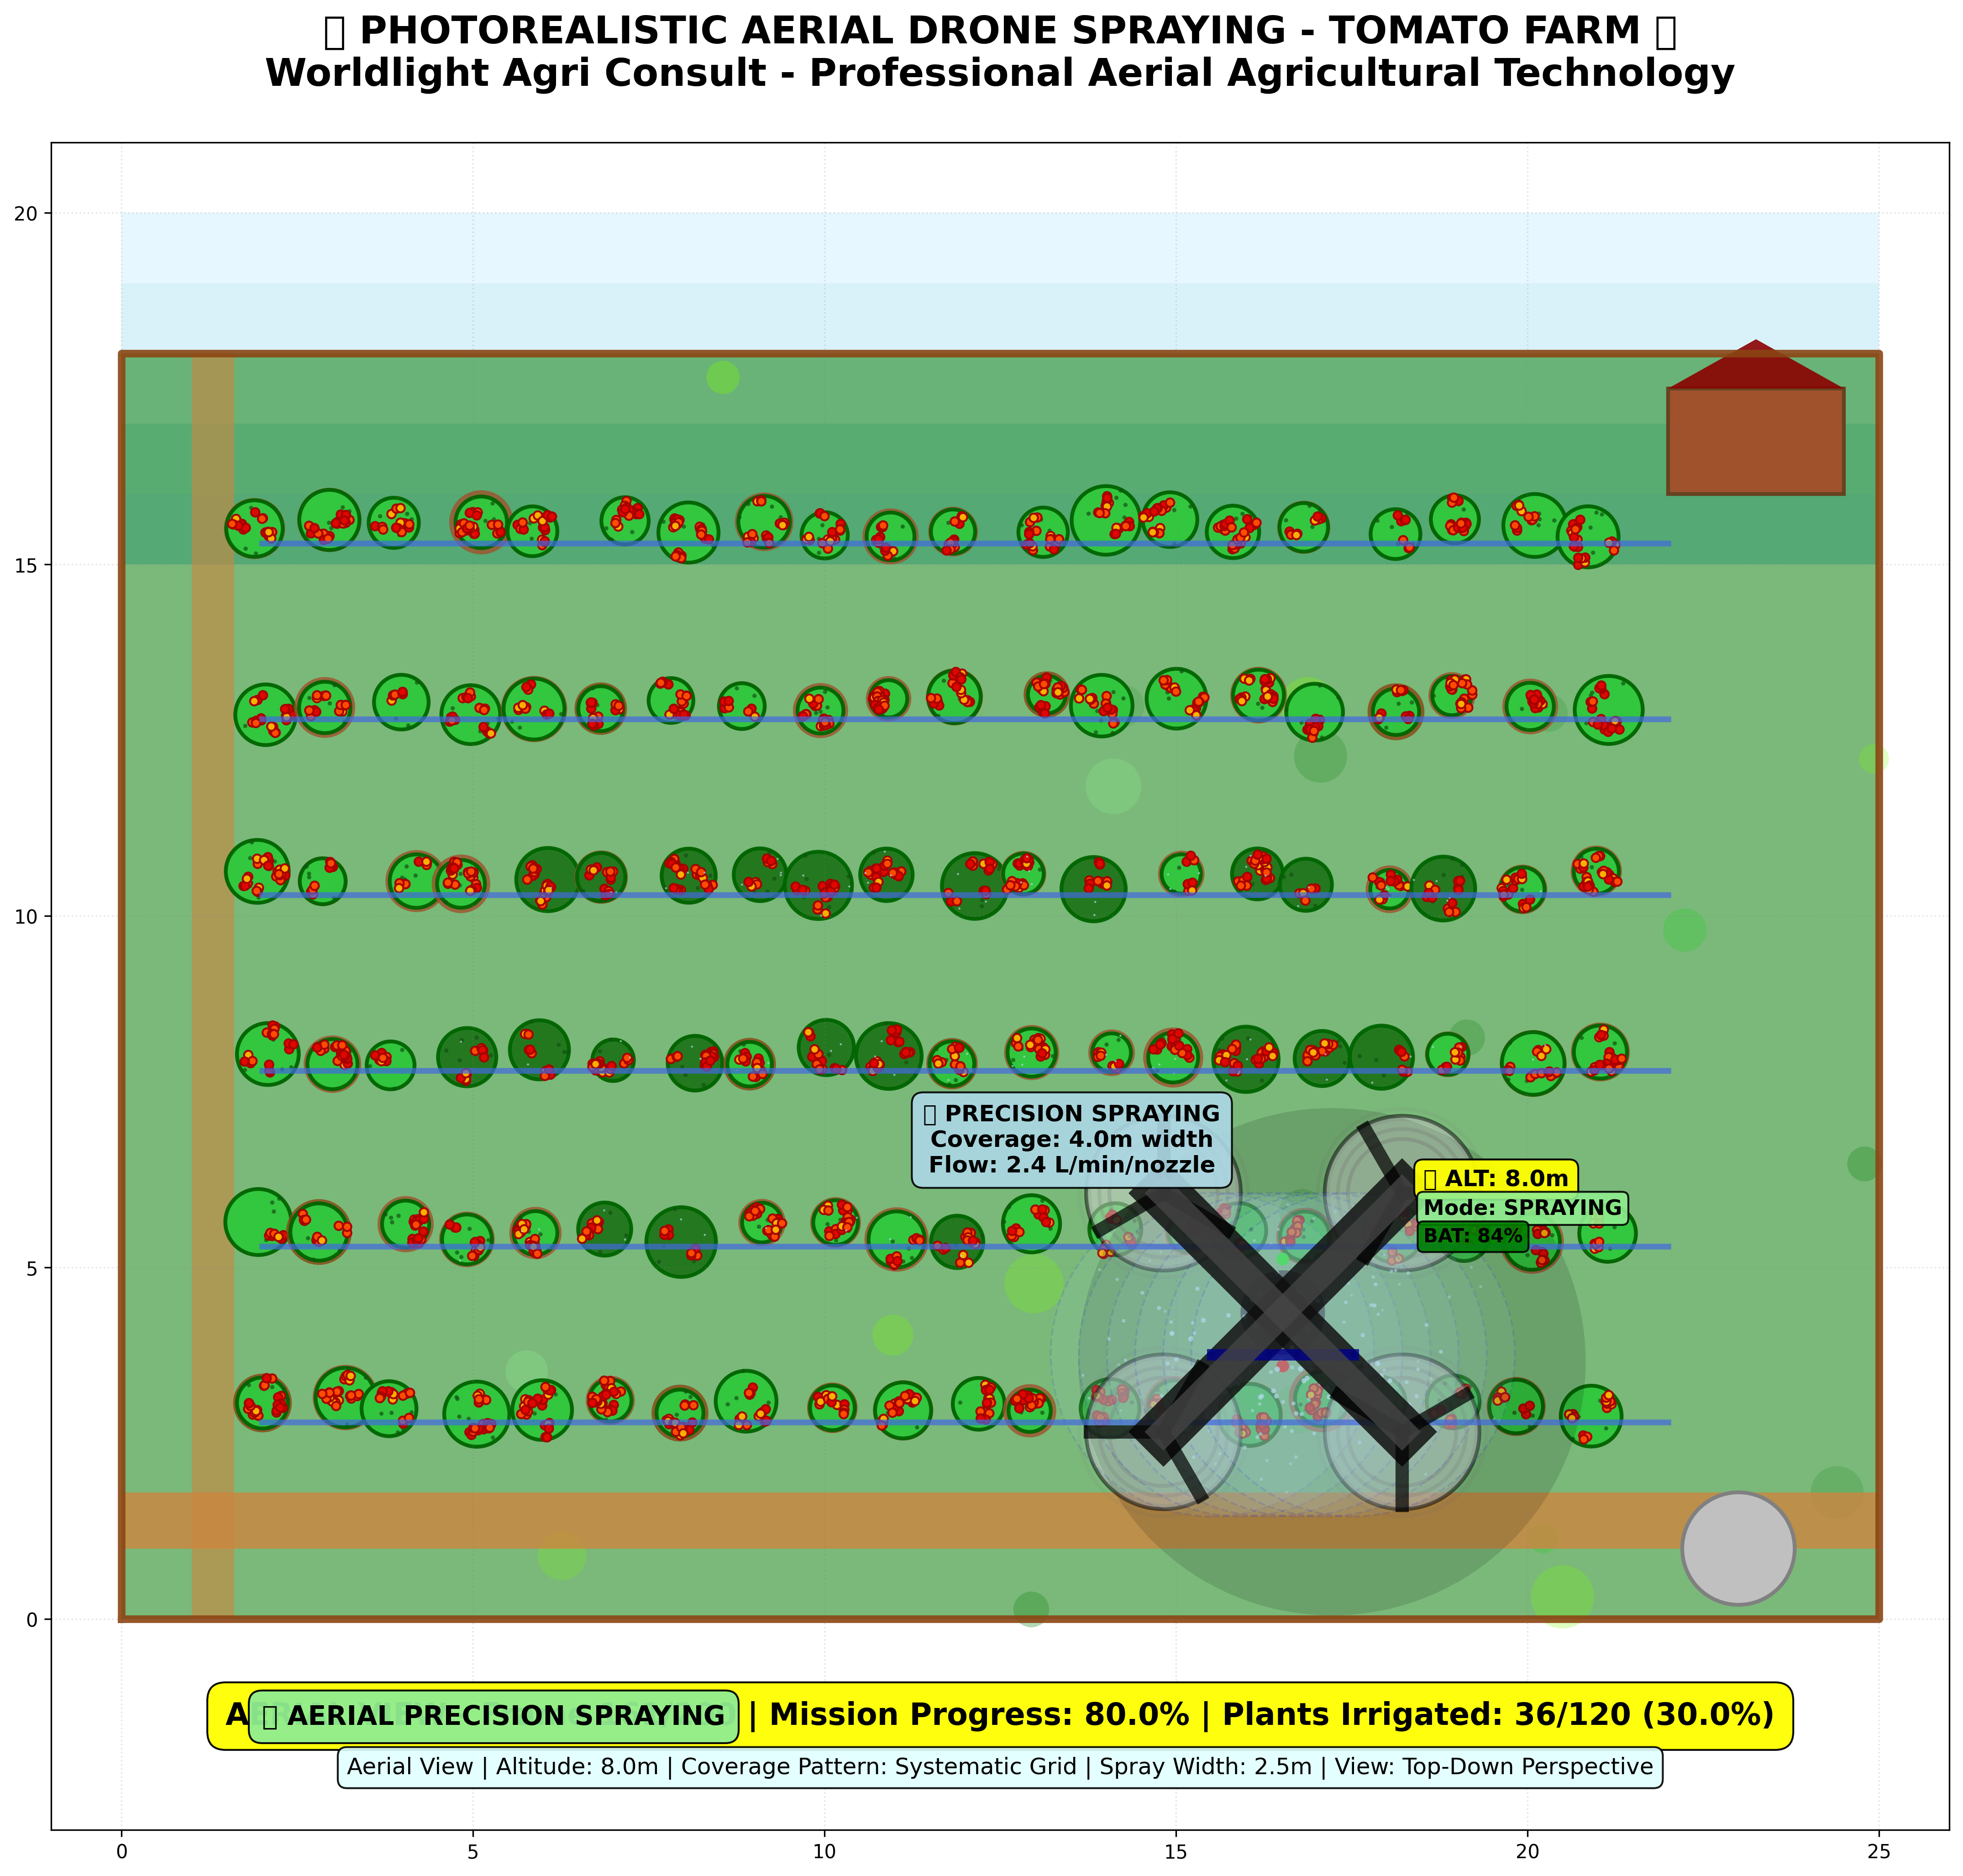 PHOTOREALISTIC AERIAL DRONE SPRAYING - TOMATO FARM
Worldlight Agri Consult - Professional Aerial Agricultural Technology
20
15
10
5
0
PRECISION SPRAYING
Coverage: 4.0m width
Flow: 2.4 L/min/nozzle
ALT: 8.0m
Mode: SPRAYING
BAT: 84%
AERIAL PRECISION SPRAYING
| Mission Progress: 80.0% | Plants Irrigated: 36/120 (30.0%)
Aerial View | Altitude: 8.0m | Coverage Pattern: Systematic Grid | Spray Width: 2.5m | View: Top-Down Perspective
0 5 10 15 20 25